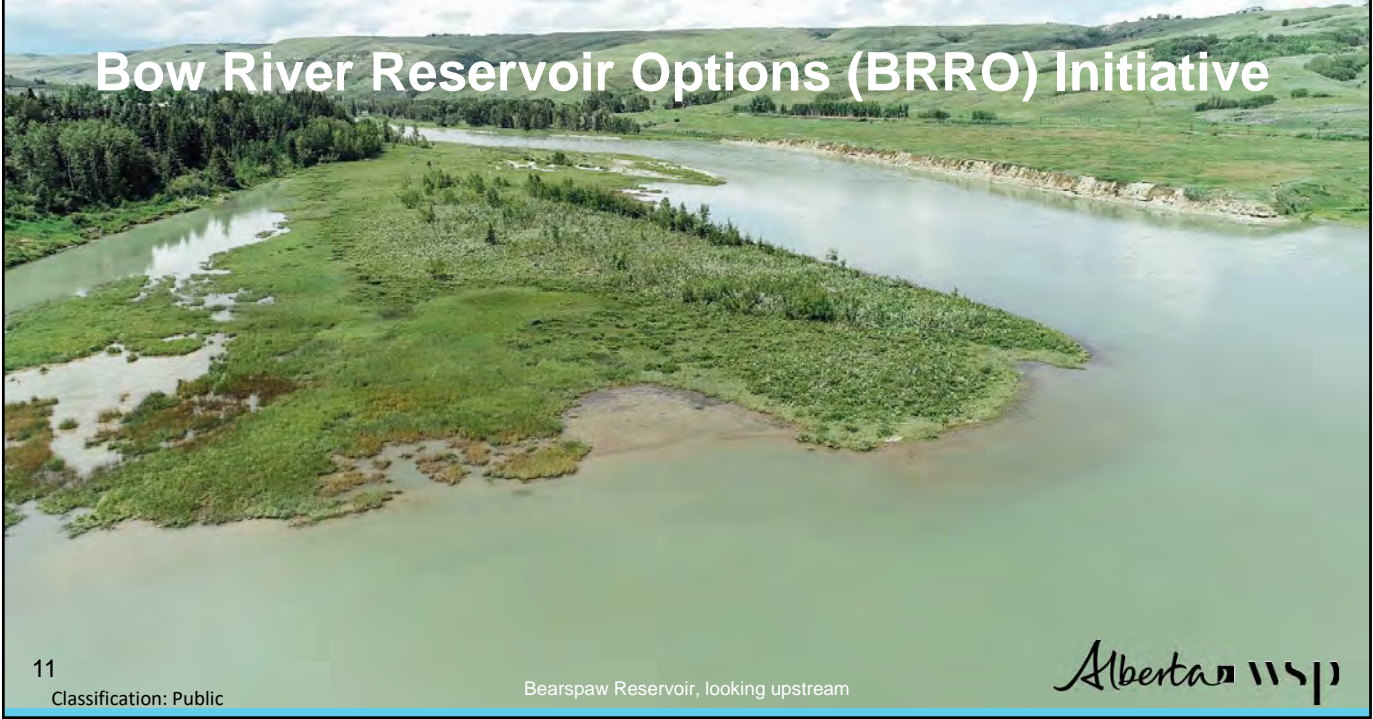 Bow River Reservoir Options (BRRO) Initiative
11
Classification: Public
Bearspaw Reservoir, looking upstream
Alberta wsp